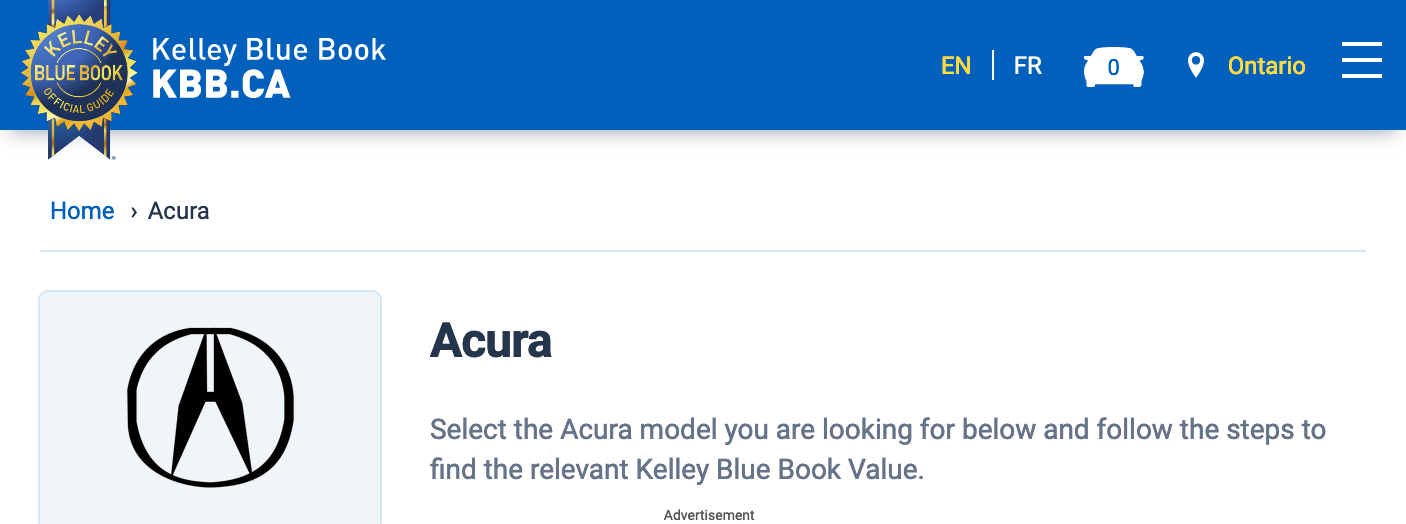 KELLEY
BLUE BOOK
OFFICIAL GUIDE
Kelley Blue Book
KBB.CA
EN | FR
0
Ontario
Home › Acura
Acura
Select the Acura model you are looking for below and follow the steps to
find the relevant Kelley Blue Book Value.
Advertisement